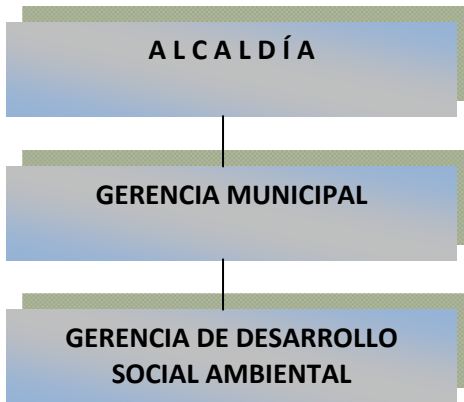 A L C A L D Í A
GERENCIA MUNICIPAL
GERENCIA DE DESARROLLO
SOCIAL AMBIENTAL